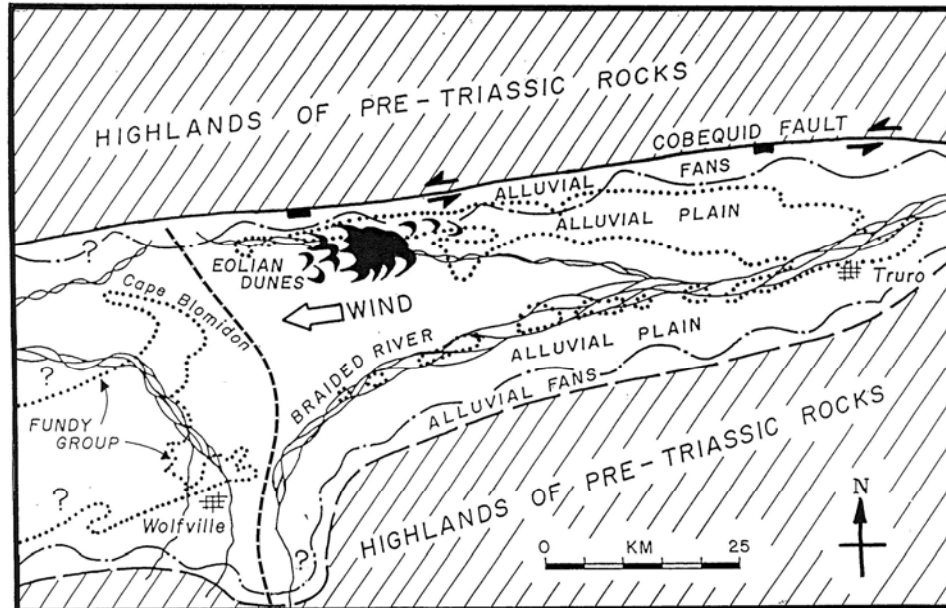 HIGHLANDS OF PRE-TRIASSIC ROCKS
COBEQUID FAULT
ALLUVIAL FANS
ALLUVIAL PLAIN
?
EOLIAN
DUNES
Cape Blomidon
WIND
Truro
BRAIDED RIVER
ALLUVIAL PLAIN
ALLUVIAL FANS
?
FUNDY
GROUP
HIGHLANDS OF PRE-TRIASSIC ROCKS
?
Wolfville
?
N
0 KM 25